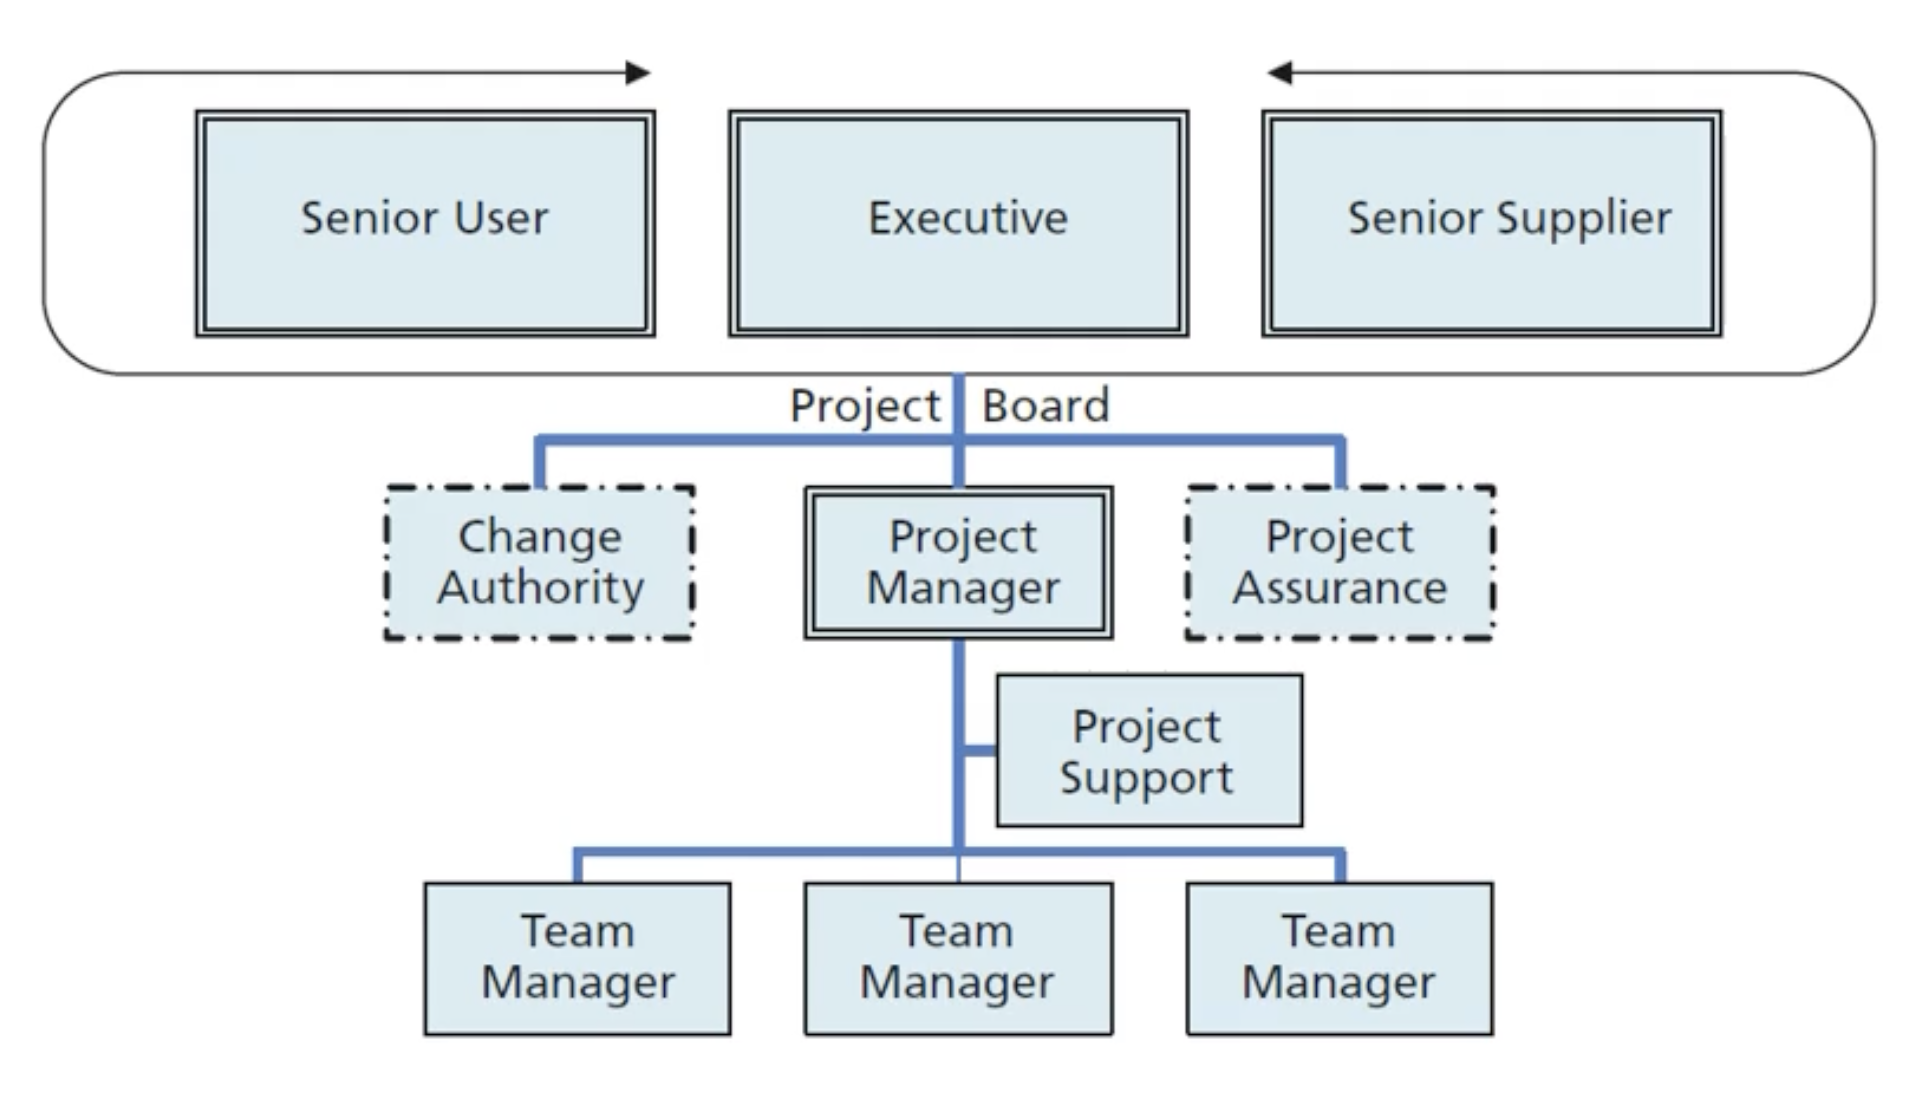 Senior User
Executive
Senior Supplier
Project Board
Change
Authority
Project
Manager
Project
Assurance
Project
Support
Team
Manager
Team
Manager
Team
Manager